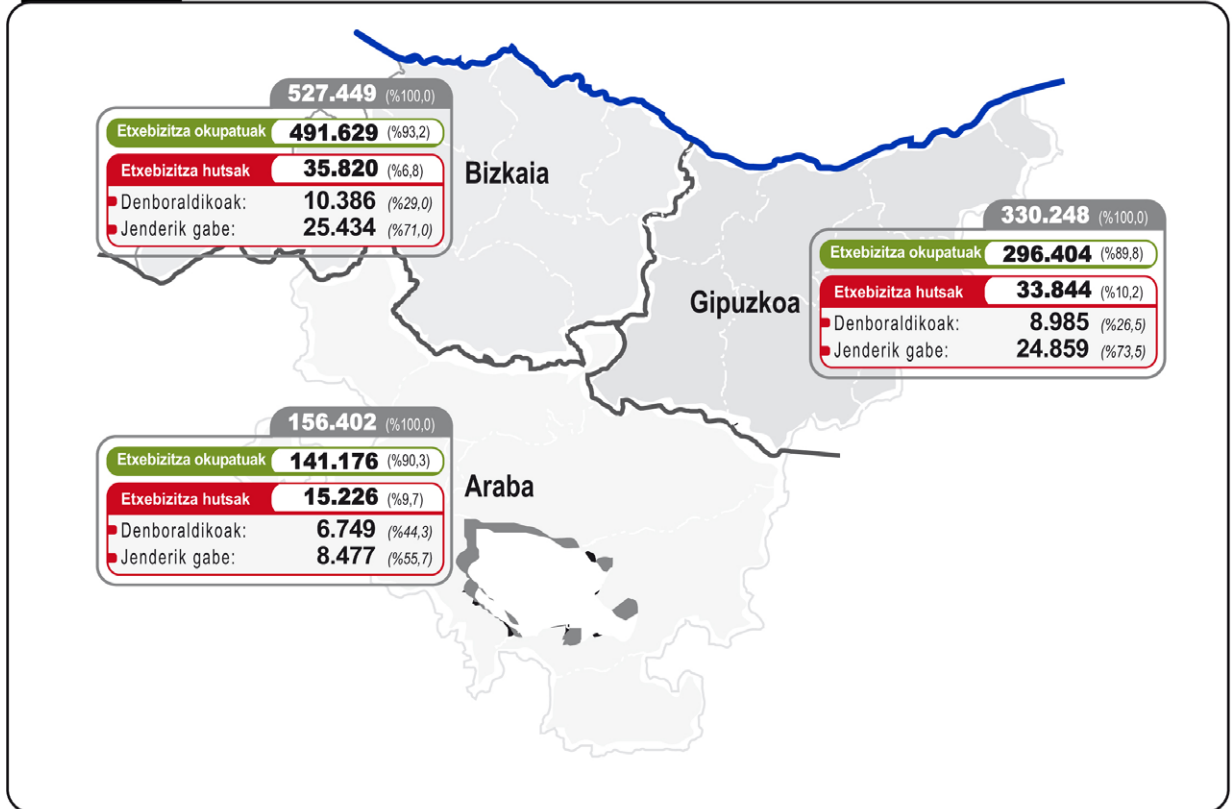 527.449 (%100,0)
Etxebizitza okupatuak 491.629 (%93,2)
Etxebizitza hutsak 35.820 (%6,8)
Denboraldikoak: 10.386 (%29,0)
Jenderik gabe: 25.434 (%71,0)
Bizkaia
330.248 (%100,0)
Etxebizitza okupatuak 296.404 (%89,8)
Etxebizitza hutsak 33.844 (%10,2)
Denboraldikoak: 8.985 (%26,5)
Jenderik gabe: 24.859 (%73,5)
Gipuzkoa
156.402 (%100,0)
Etxebizitza okupatuak 141.176 (%90,3)
Etxebizitza hutsak 15.226 (%9,7)
Denboraldikoak: 6.749 (%44,3)
Jenderik gabe: 8.477 (%55,7)
Araba